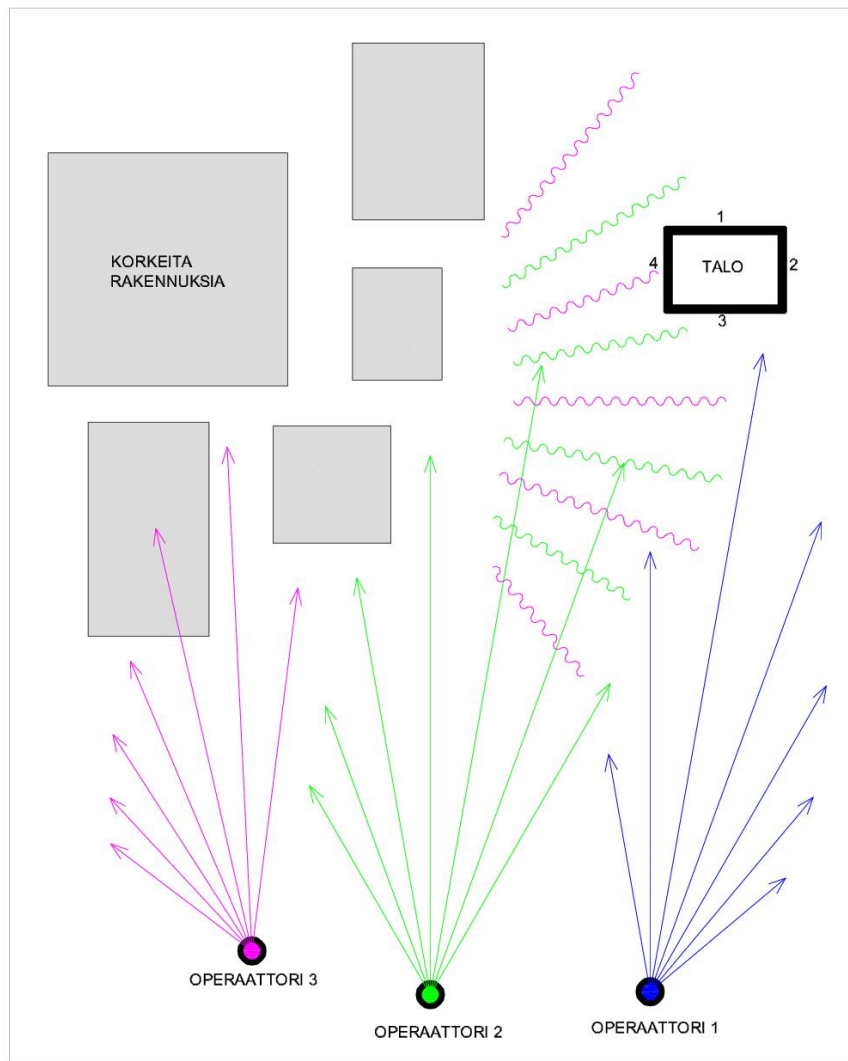 1
KORKEITA
RAKENNUKSIA
4
TALO
2
3
OPERAATTORI 3
OPERAATTORI 2
OPERAATTORI 1